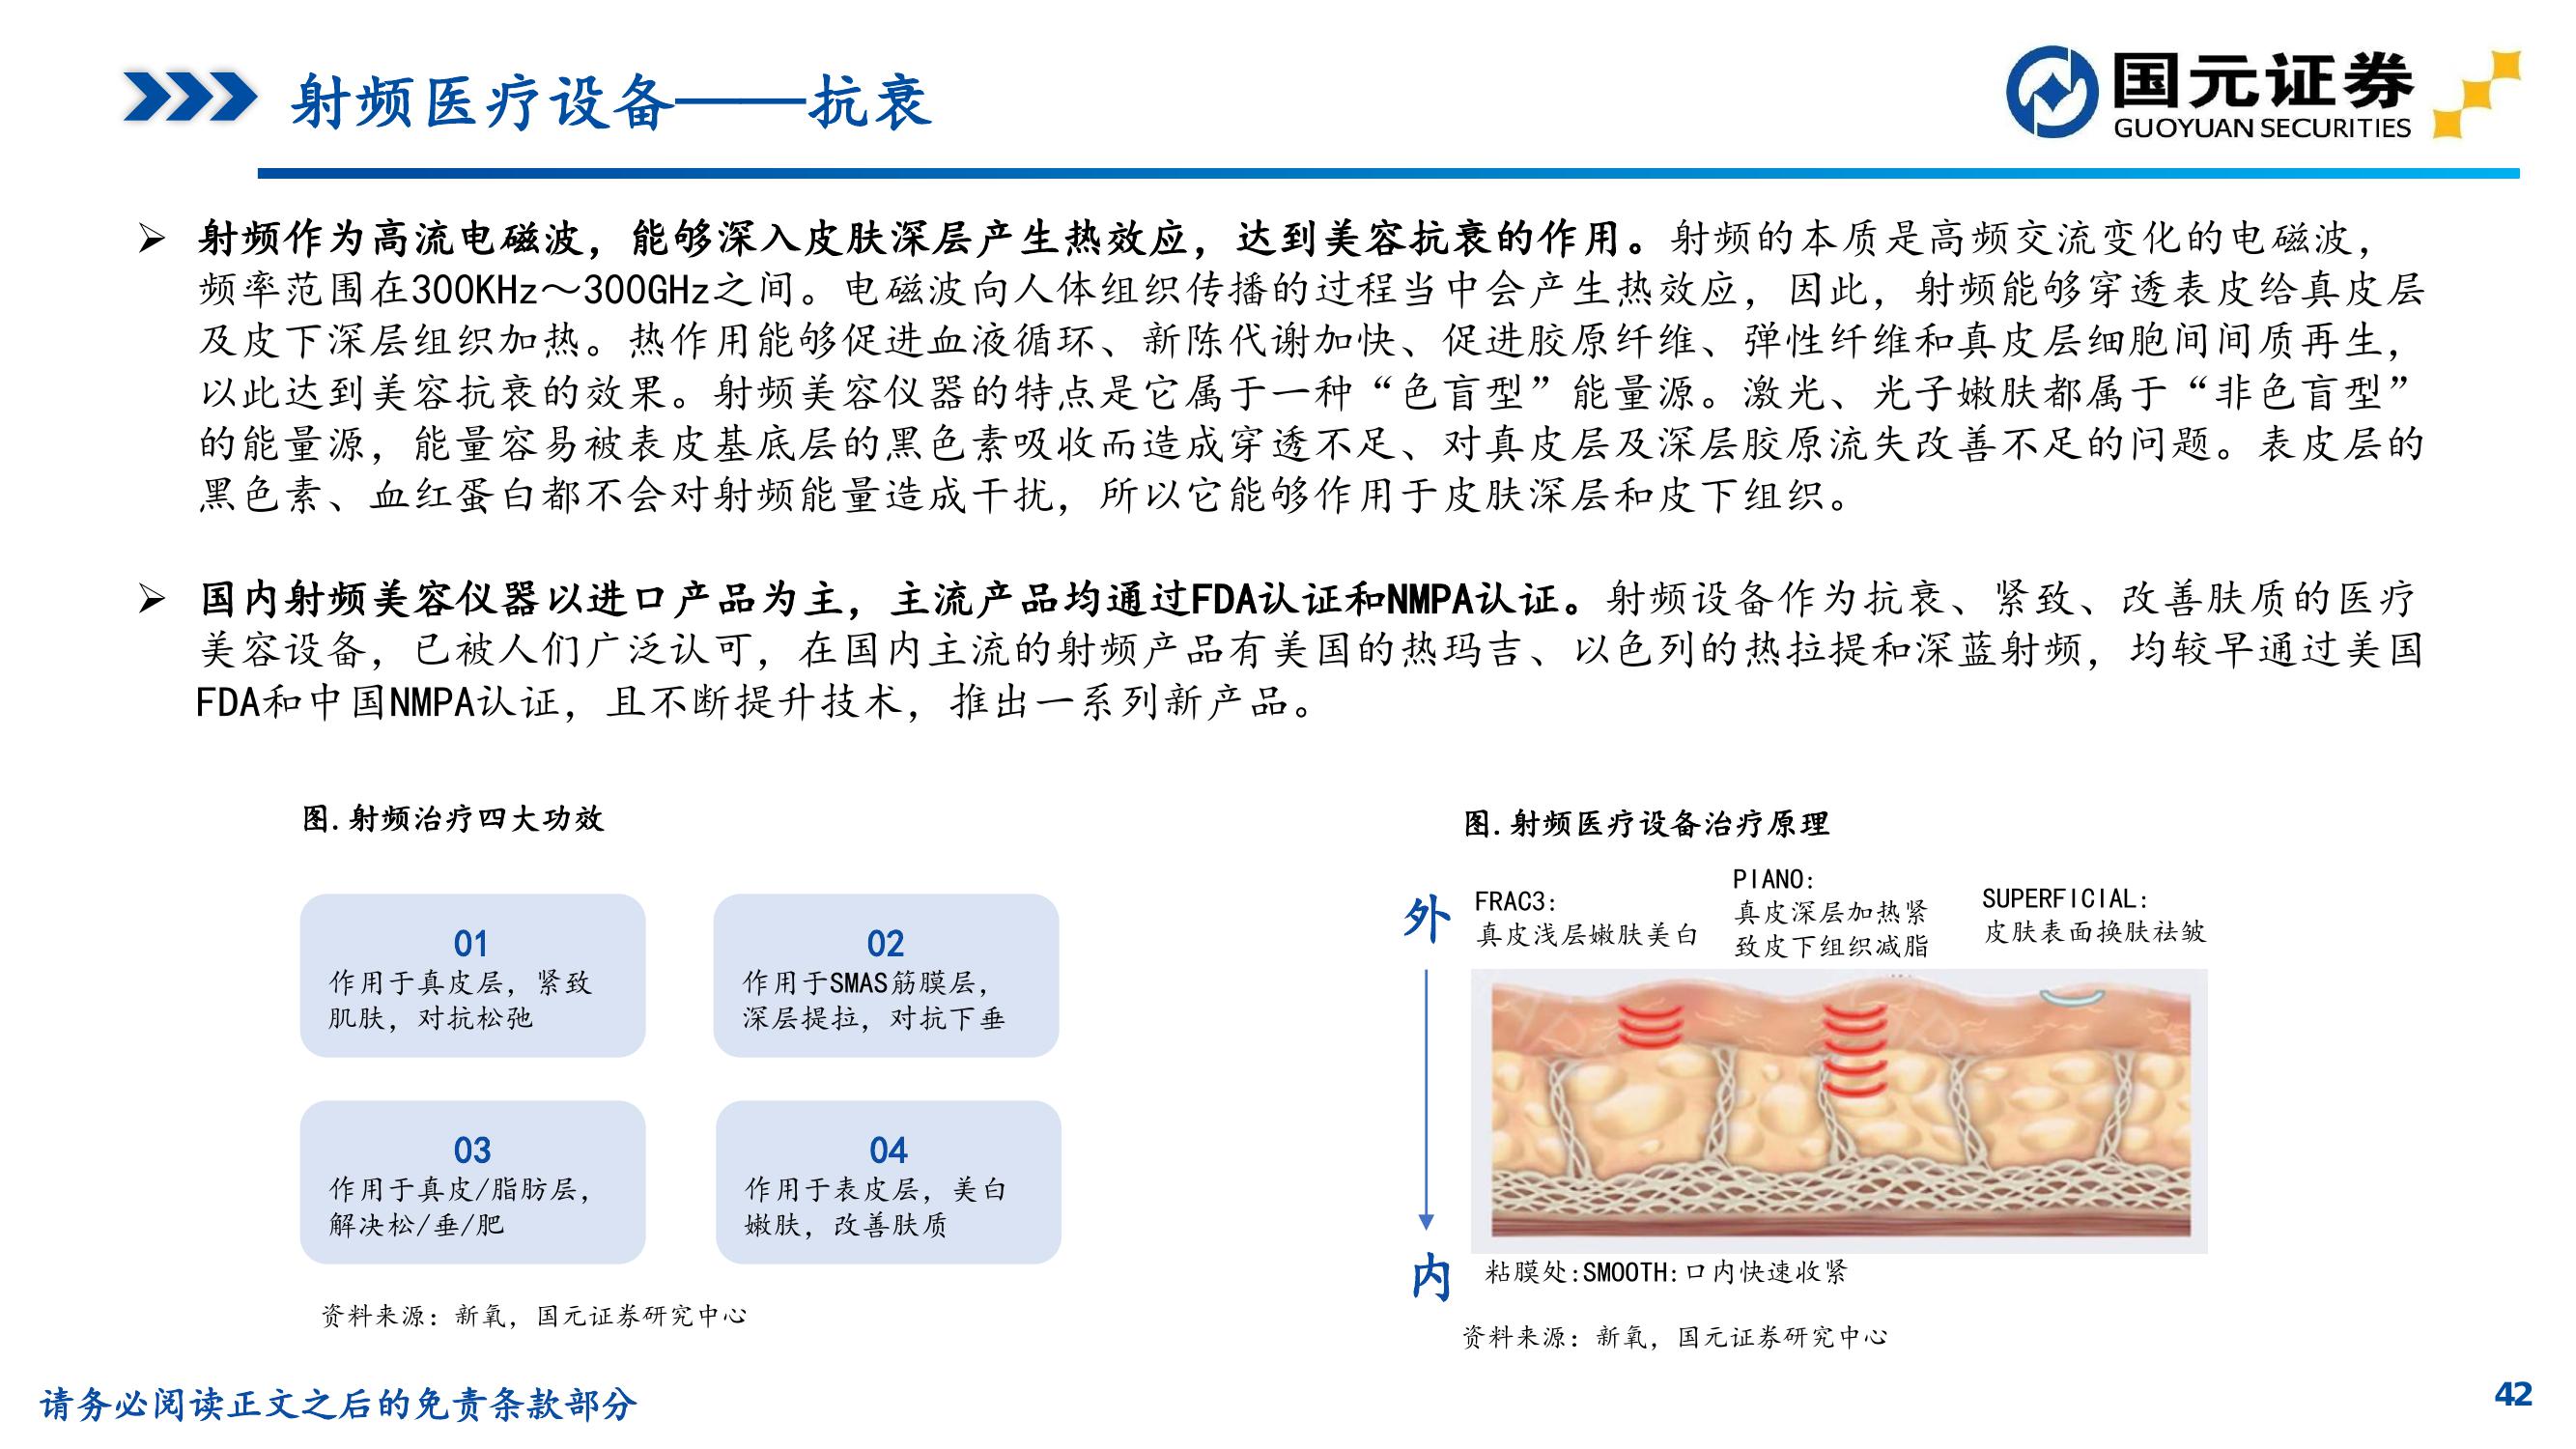 射频医疗设备——抗衰
国元证券
GUOYUAN SECURITIES
射频作为高流电磁波，能够深入皮肤深层产生热效应，达到美容抗衰的作用。射频的本质是高频交流变化的电磁波，
频率范围在300KHz～300GHz之间。电磁波向人体组织传播的过程当中会产生热效应，因此，射频能够穿透表皮给真皮层
及皮下深层组织加热。热作用能够促进血液循环、新陈代谢加快、促进胶原纤维、弹性纤维和真皮层细胞间间质再生，
以此达到美容抗衰的效果。射频美容仪器的特点是它属于一种“色盲型”能量源。激光、光子嫩肤都属于“非色盲型”
的能量源，能量容易被表皮基底层的黑色素吸收而造成穿透不足、对真皮层及深层胶原流失改善不足的问题。表皮层的
黑色素、血红蛋白都不会对射频能量造成干扰，所以它能够作用于皮肤深层和皮下组织。
国内射频美容仪器以进口产品为主，主流产品均通过FDA认证和NMPA认证。射频设备作为抗衰、紧致、改善肤质的医疗
美容设备，已被人们广泛认可，在国内主流的射频产品有美国的热玛吉、以色列的热拉提和深蓝射频，均较早通过美国
FDA和中国NMPA认证，且不断提升技术，推出一系列新产品。
图.射频治疗四大功效
01
作用于真皮层，紧致
肌肤，对抗松弛
02
作用于SMAS筋膜层，
深层提拉，对抗下垂
03
作用于真皮/脂肪层，
解决松/垂/肥
04
作用于表皮层，美白
嫩肤，改善肤质
资料来源：新氧，国元证券研究中心
图.射频医疗设备治疗原理
外
FRAC3:
真皮浅层嫩肤美白
PIANO:
真皮深层加热紧
致皮下组织减脂
SUPERFICIAL:
皮肤表面换肤祛皱
内
粘膜处:SMOOTH:口内快速收紧
资料来源：新氧，国元证券研究中心
请务必阅读正文之后的免责条款部分
42